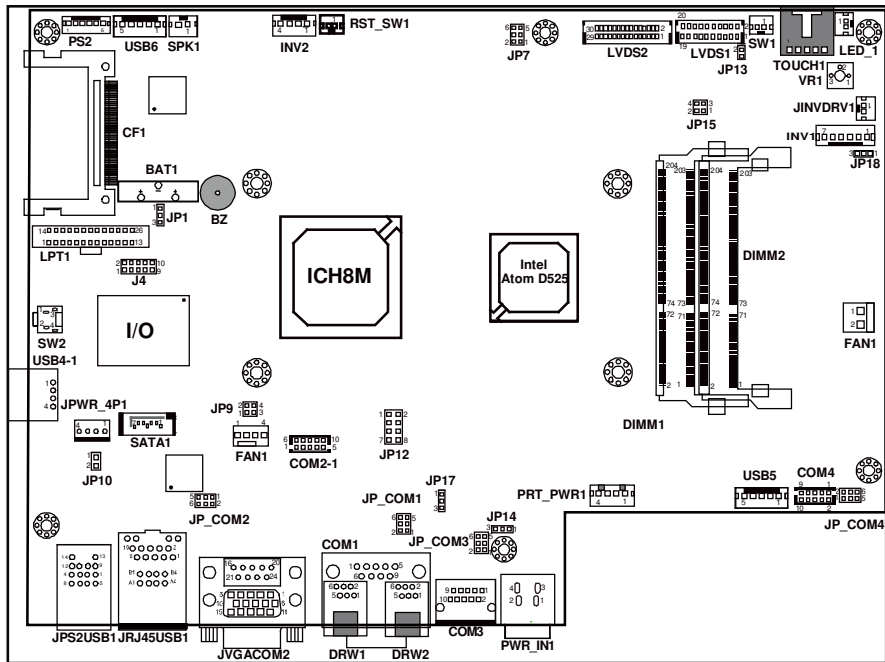 PS2
USB6
SPK1
INV2
RST_SW1
JP7
LVDS2
LVDS1
SW1
JP13
TOUCH1
LED_1
VR1
JINVDRV1
INV1
JP18
JP15
CF1
BAT1
BZ
JP1
LPT1
J4
ICH8M
Intel
Atom D525
DIMM2
I/O
SW2
FAN1
USB4-1
JPWR_4P1
SATA1
JP9
FAN1
COM2-1
JP12
DIMM1
JP10
JP_COM2
JP17
JP_COM1
PRT_PWR1
USB5
COM4
JP_COM4
JP14
JP_COM3
COM1
JPS2USB1
JRJ45USB1
JVGACOM2
DRW1
DRW2
COM3
PWR_IN1